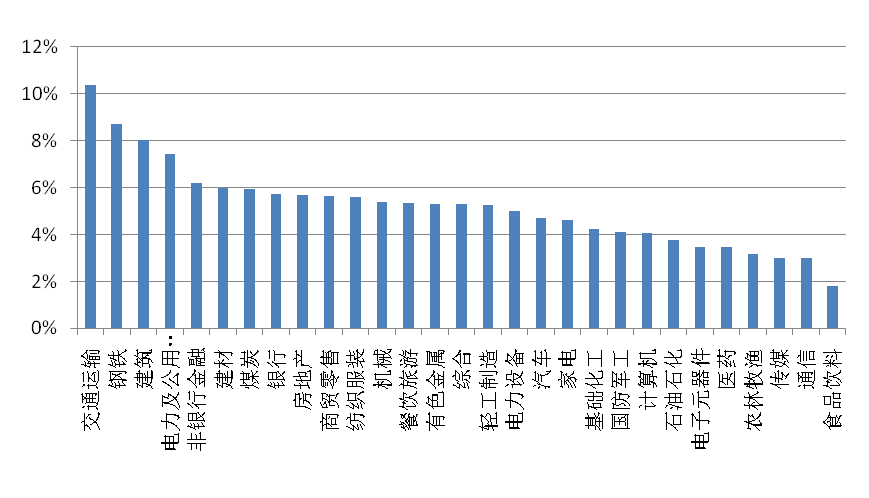 12%
10%
8%
6%
4%
2%
0%
交通运输
钢铁
建筑
电力及公用..
非银行金融
建材
煤炭
银行
房地产
商贸零售
纺织服装
机械
餐饮旅游
有色金属
综合
轻工制造
电力设备
汽车
家电
基础化工
国防军工
计算机
石油石化
电子元器件
医药
农林牧渔
传媒
通信
食品饮料